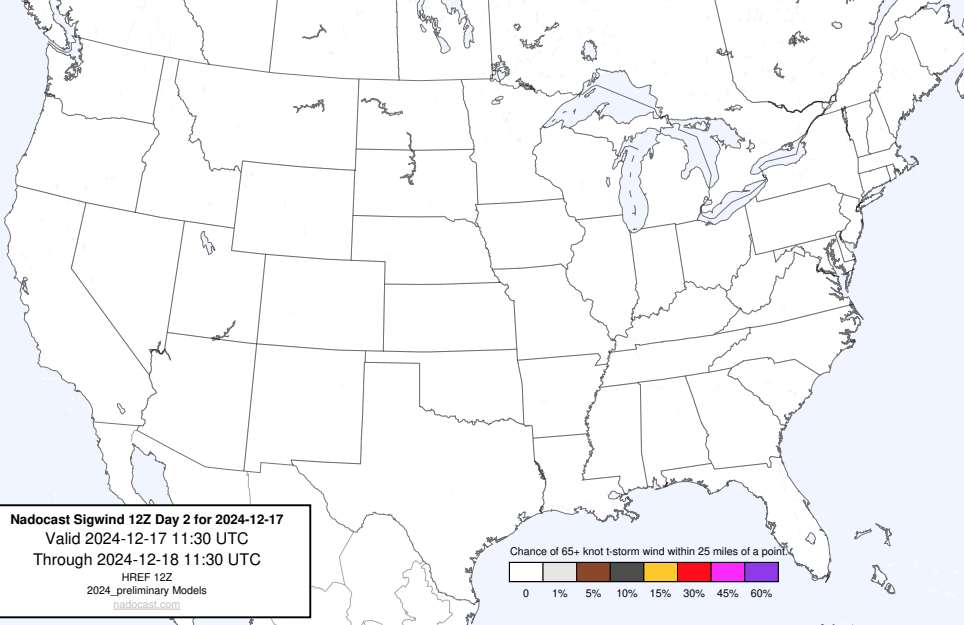 Nadocast Sigwind 12Z Day 2 for 2024-12-17
Valid 2024-12-17 11:30 UTC
Through 2024-12-18 11:30 UTC
HREF 12Z
2024_preliminary Models
nadocast.com
Chance of 65+ knot t-storm wind within 25 miles of a point.
0 1% 5% 10% 15% 30% 45% 60%